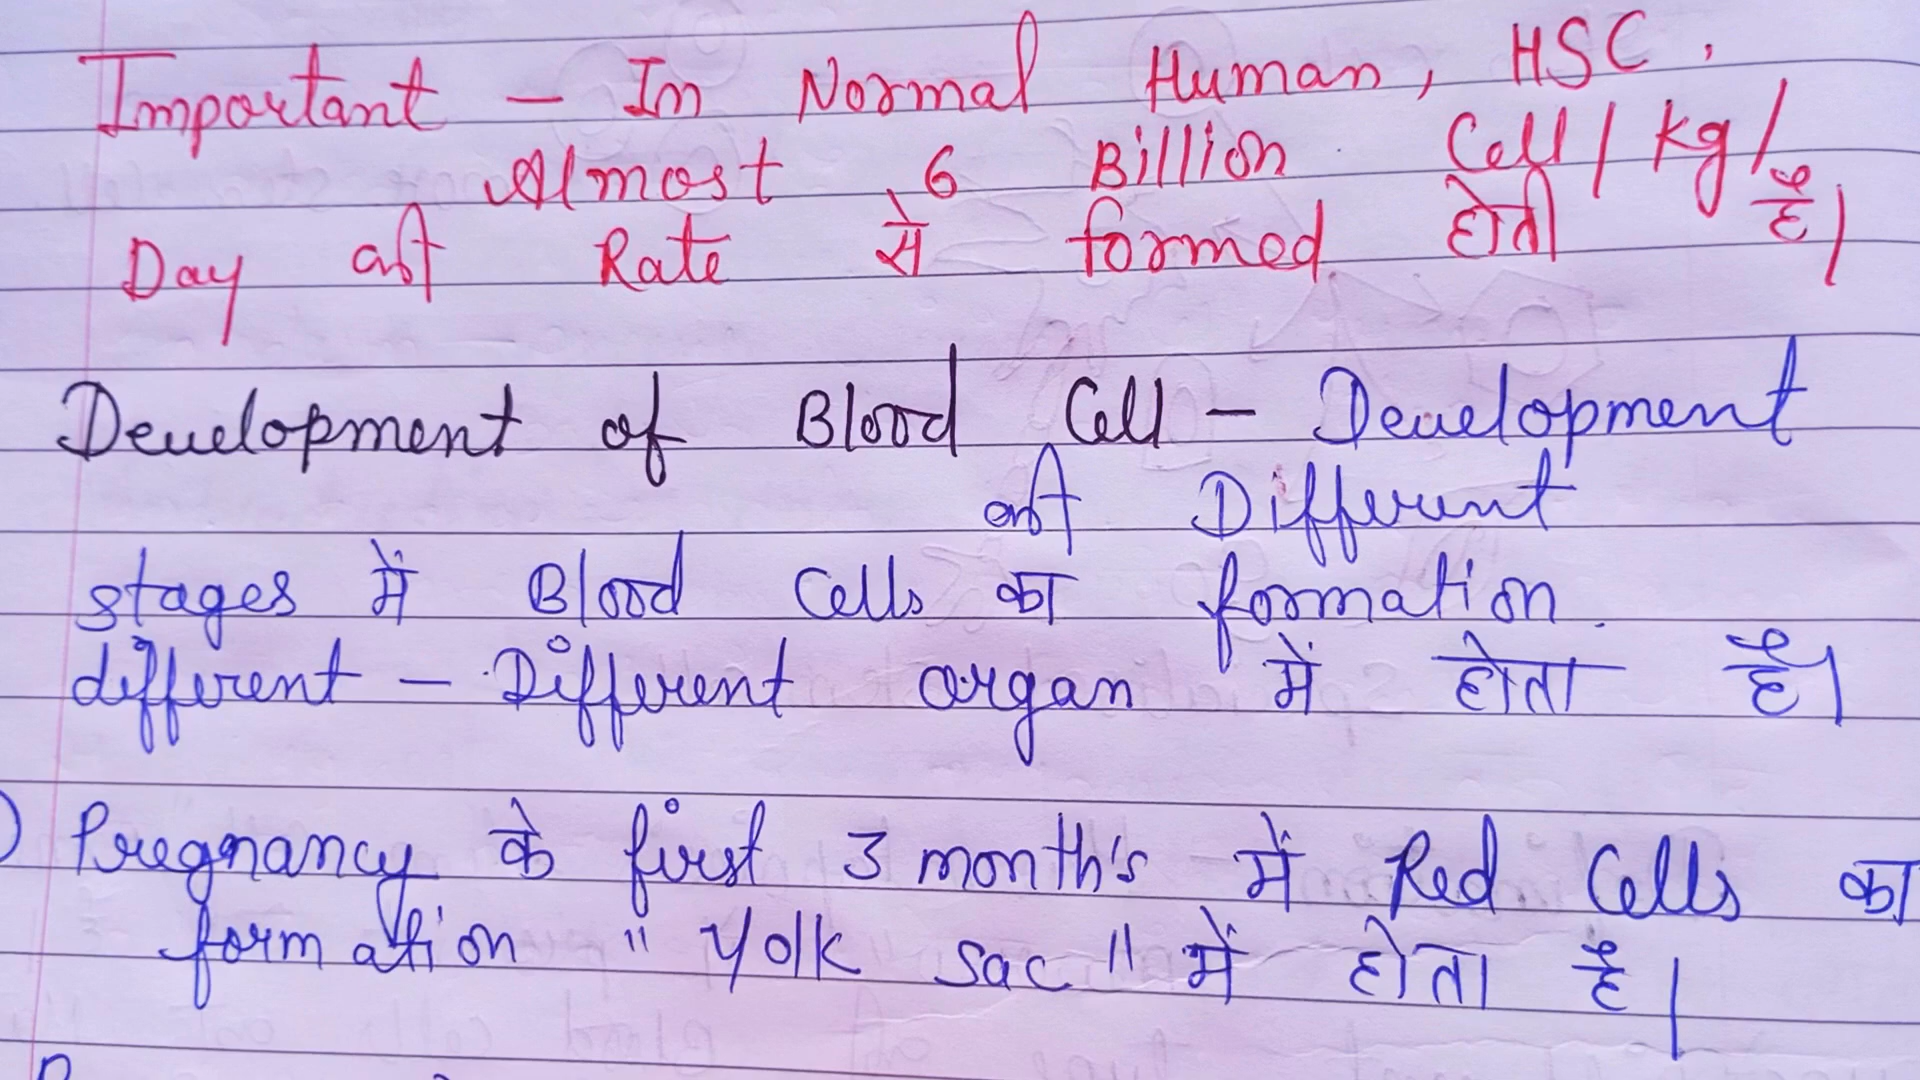 Important - In Normal Human, HSC.
Almost 6 Billion Cell/kg/
Day की Rate से formed होती है।
Development of Blood Cell - Development
की Different
stages में Blood Cells का formation
different - Different organ में होता है।
Pregnancy के first 3 month's में Red Cells का
formation " Yolk sac " में होता है।